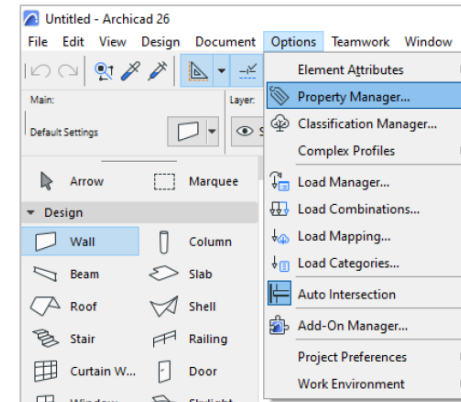 Untitled - Archicad 26
File Edit View Design Document Options Teamwork Window
Main:
Layer:
Default Settings
Element Attributes
Property Manager...
Classification Manager...
Complex Profiles
Load Manager...
Load Combinations...
Load Mapping...
Load Categories...
Auto Intersection
Add-On Manager...
Project Preferences
Work Environment
Arrow Marquee
Design
Wall Column
Beam Slab
Roof Shell
Stair Railing
Curtain W... Door
Window Skylight